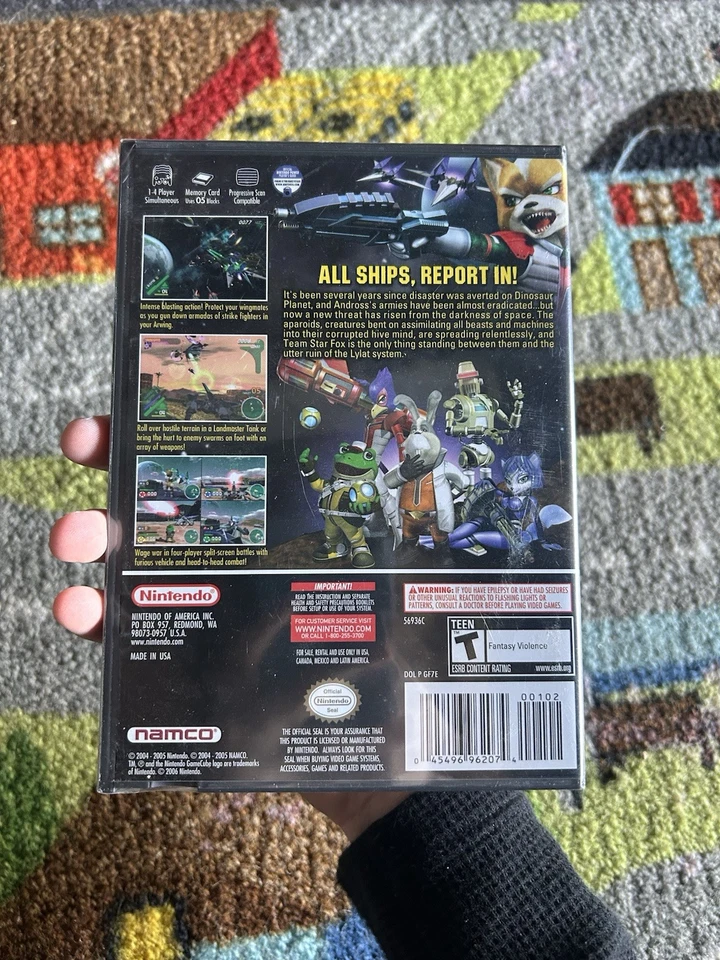 1-4 Player
Simultaneous
Memory Card
Uses 05 Blocks
Progressive Scan
Compatible
0077
ALL SHIPS, REPORT IN!
It's been several years since disaster was averted on Dinosaur
Planet, and Andross's armies have been almost eradicated...but
now a new threat has risen from the darkness of space. The
aparoids, creatures bent on assimilating all beasts and machines
into their corrupted hive mind, are spreading relentlessly, and
Team Star Fox is the only thing standing between them and the
utter ruin of the Lylat system.
Intense blasting action! Protect your wingmates
as you gun down armadas of strike fighters in
your Arwing.
Roll over hostile terrain in a Landmaster Tank or
bring the hurt to enemy swarms on foot with an
array of weapons!
Wage war in four-player split-screen battles with
furious vehicle and head-to-head combat!
Nintendo®
NINTENDO OF AMERICA INC
PO BOX 957, REDMOND, WA
98073-0957 U.S.A.
www.nintendo.com
MADE IN USA
IMPORTANT!
READ THE INSTRUCTION AND SEPARATE
HEALTH AND SAFETY PRECAUTIONS BOOKLETS
BEFORE SETUP OR USE OF YOUR SYSTEM.
FOR CUSTOMER SERVICE VISIT
WWW.NINTENDO.COM
OR CALL 1-800-255-3700
FOR SALE, RENTAL AND USE ONLY IN USA,
CANADA, MEXICO AND LATIN AMERICA.
WARNING: IF YOU HAVE EPILEPSY OR HAVE HAD SEIZURES
OR OTHER UNUSUAL REACTIONS TO FLASHING LIGHTS OR
PATTERNS, CONSULT A DOCTOR BEFORE PLAYING VIDEO GAMES.
56936C
TEEN
T
Fantasy Violence
ESRB CONTENT RATING www.esrb.org
DOL P GF7E
Official
Nintendo
Seal
namco®
THE OFFICIAL SEAL IS YOUR ASSURANCE THAT
THIS PRODUCT IS LICENSED OR MANUFACTURED
BY NINTENDO. ALWAYS LOOK FOR THIS
SEAL WHEN BUYING VIDEO GAME SYSTEMS,
ACCESSORIES, GAMES AND RELATED PRODUCTS.
© 2004 - 2005 Nintendo. © 2004 - 2005 NAMCO.
TM, ® and the Nintendo GameCube logo are trademarks
of Nintendo. © 2006 Nintendo.
00102
0 45496 96207 4